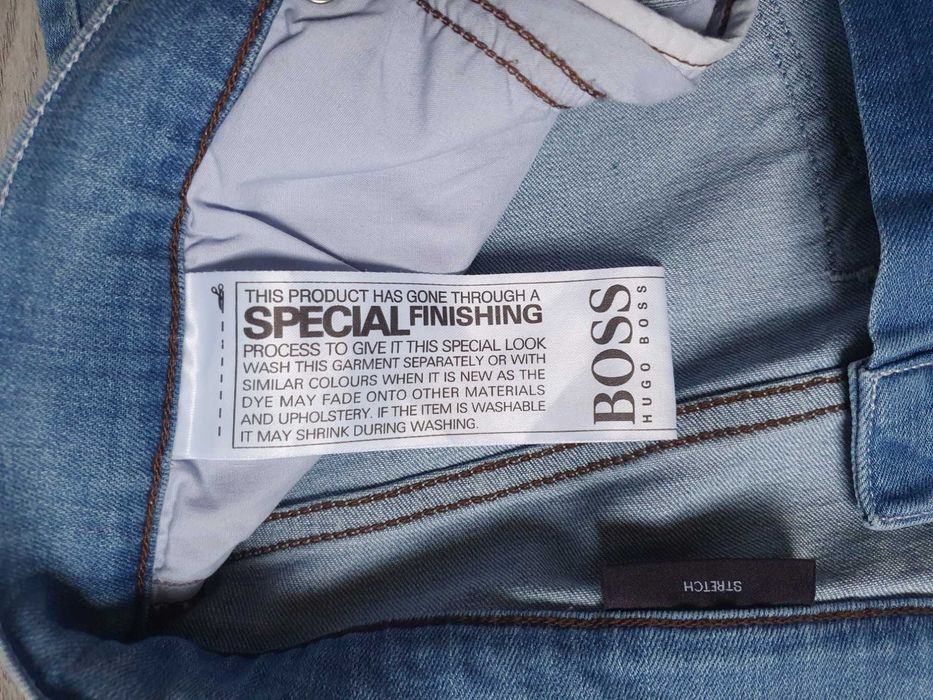 THIS PRODUCT HAS GONE THROUGH A
SPECIAL FINISHING
PROCESS TO GIVE IT THIS SPECIAL LOOK
WASH THIS GARMENT SEPARATELY OR WITH
SIMILAR COLOURS WHEN IT IS NEW AS THE
DYE MAY FADE ONTO OTHER MATERIALS
AND UPHOLSTERY. IF THE ITEM IS WASHABLE
IT MAY SHRINK DURING WASHING.
BOSS
HUGO BOSS
STRETCH